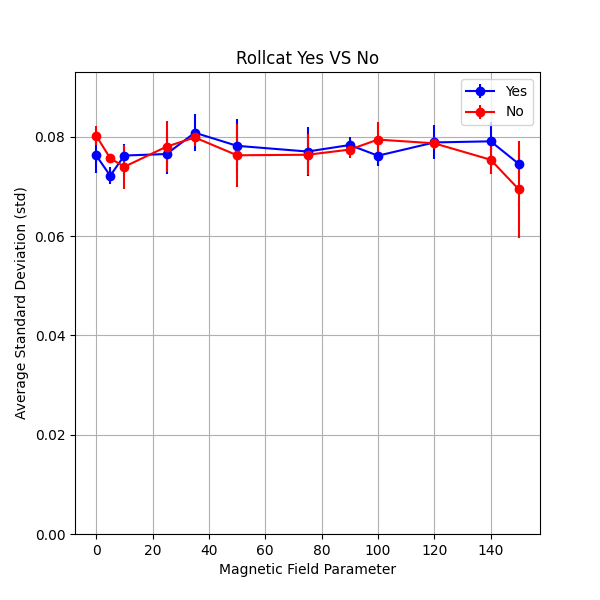 Rollcat Yes VS No
Yes
No
0.08
0.06
0.04
0.02
0.00
0 20 40 60 80 100 120 140
Average Standard Deviation (std)
Magnetic Field Parameter